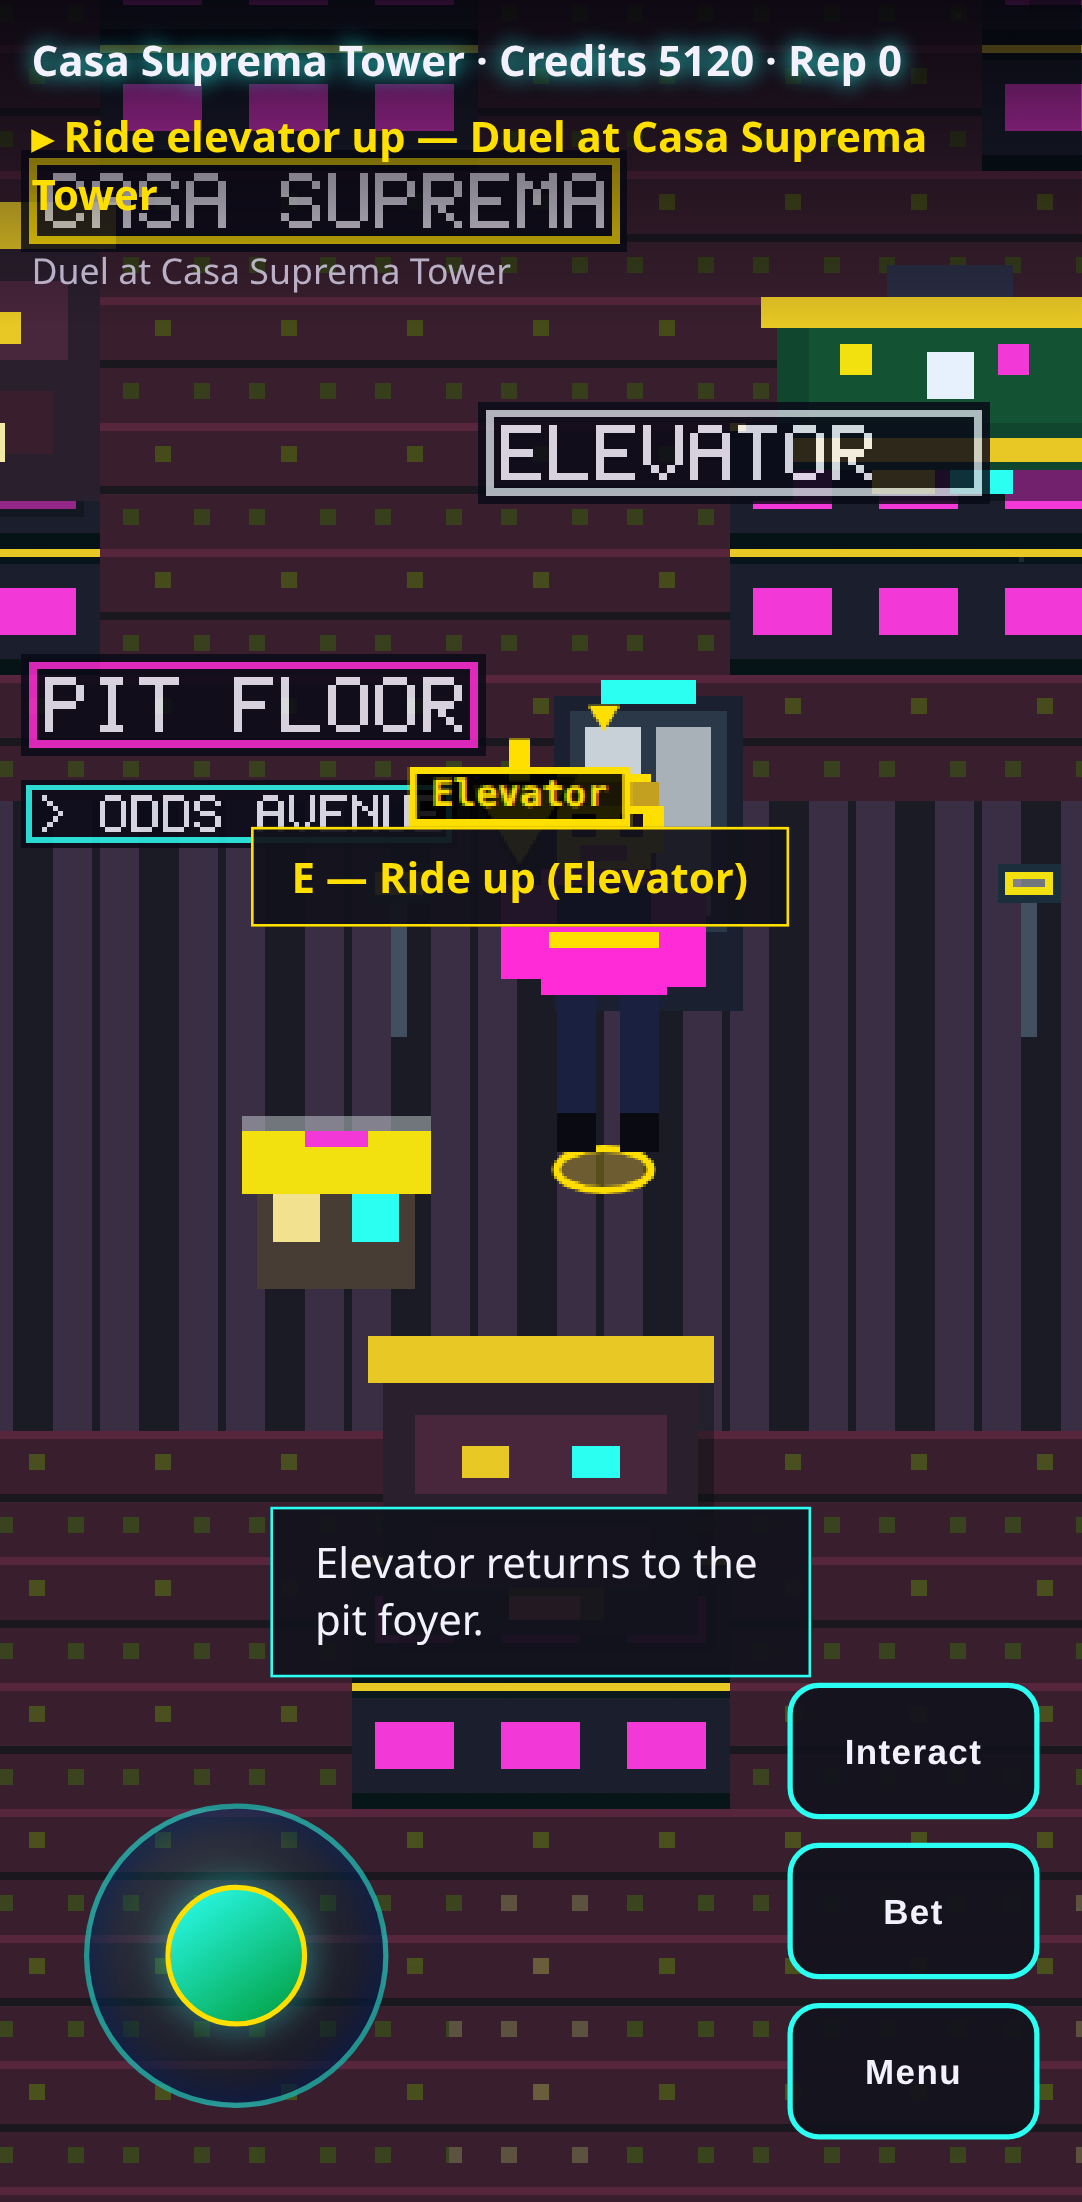 Casa Suprema Tower · Credits 5120 · Rep 0
▸ Ride elevator up — Duel at Casa Suprema
Tower
CASA SUPREMA
Duel at Casa Suprema Tower
ELEVATOR
PIT FLOOR
> ODDS AVENUE
Elevator
E — Ride up (Elevator)
Elevator returns to the
pit foyer.
Interact
Bet
Menu